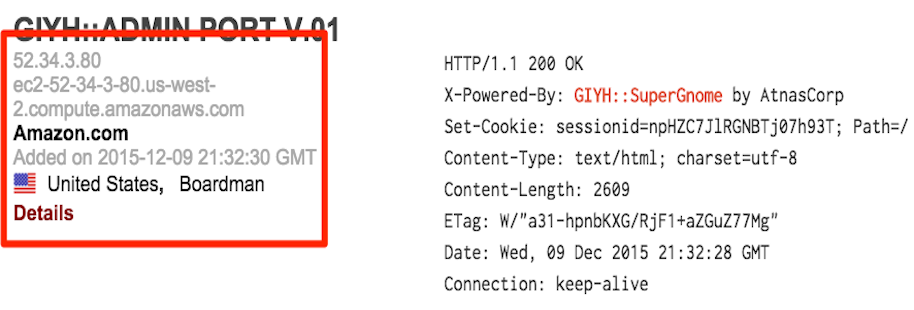 GIYH::ADMIN PORT V.01
52.34.3.80
ec2-52-34-3-80.us-west-
2.compute.amazonaws.com
Amazon.com
Added on 2015-12-09 21:32:30 GMT
United States, Boardman
Details
HTTP/1.1 200 OK
X-Powered-By: GIYH::SuperGnome by AtnasCorp
Set-Cookie: sessionid=npHZC7JlRGNBTj07h93T; Path=/
Content-Type: text/html; charset=utf-8
Content-Length: 2609
ETag: W/"a31-hpnbKXG/RjF1+aZGuZ77Mg"
Date: Wed, 09 Dec 2015 21:32:28 GMT
Connection: keep-alive